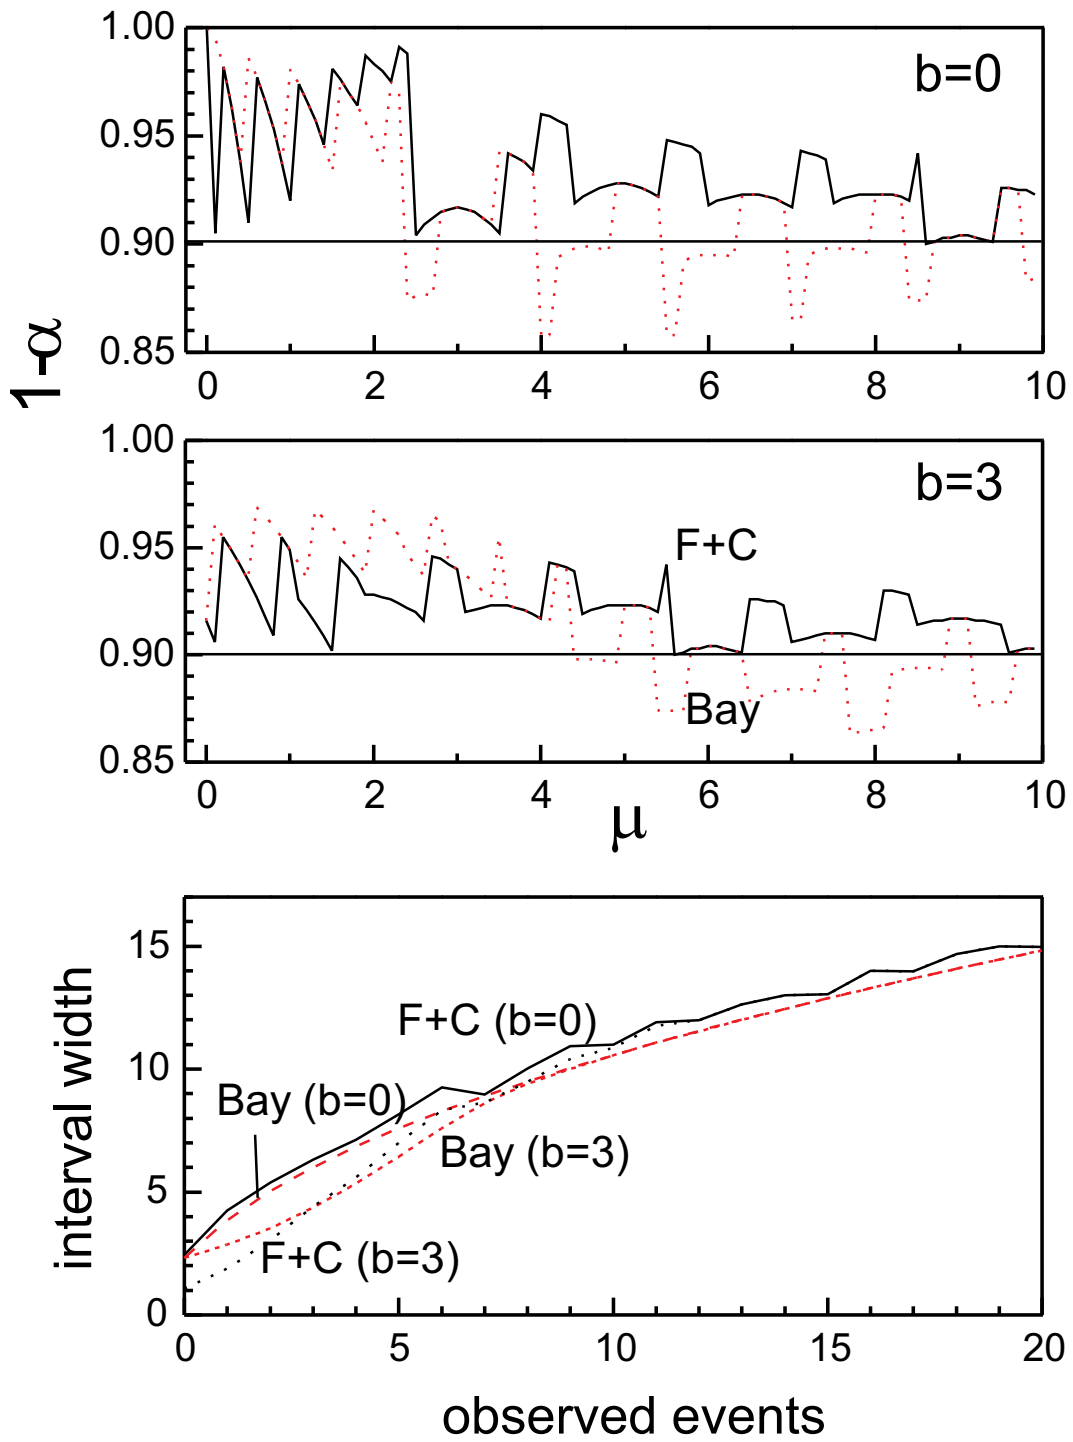 1.00
0.95
0.90
0.85
b=0
0 2 4 6 8 10
1-α
1.00
0.95
0.90
0.85
b=3
F+C
Bay
0 2 4 6 8 10
μ
15
10
5
0
interval width
F+C (b=0)
Bay (b=0)
Bay (b=3)
F+C (b=3)
0 5 10 15 20
observed events